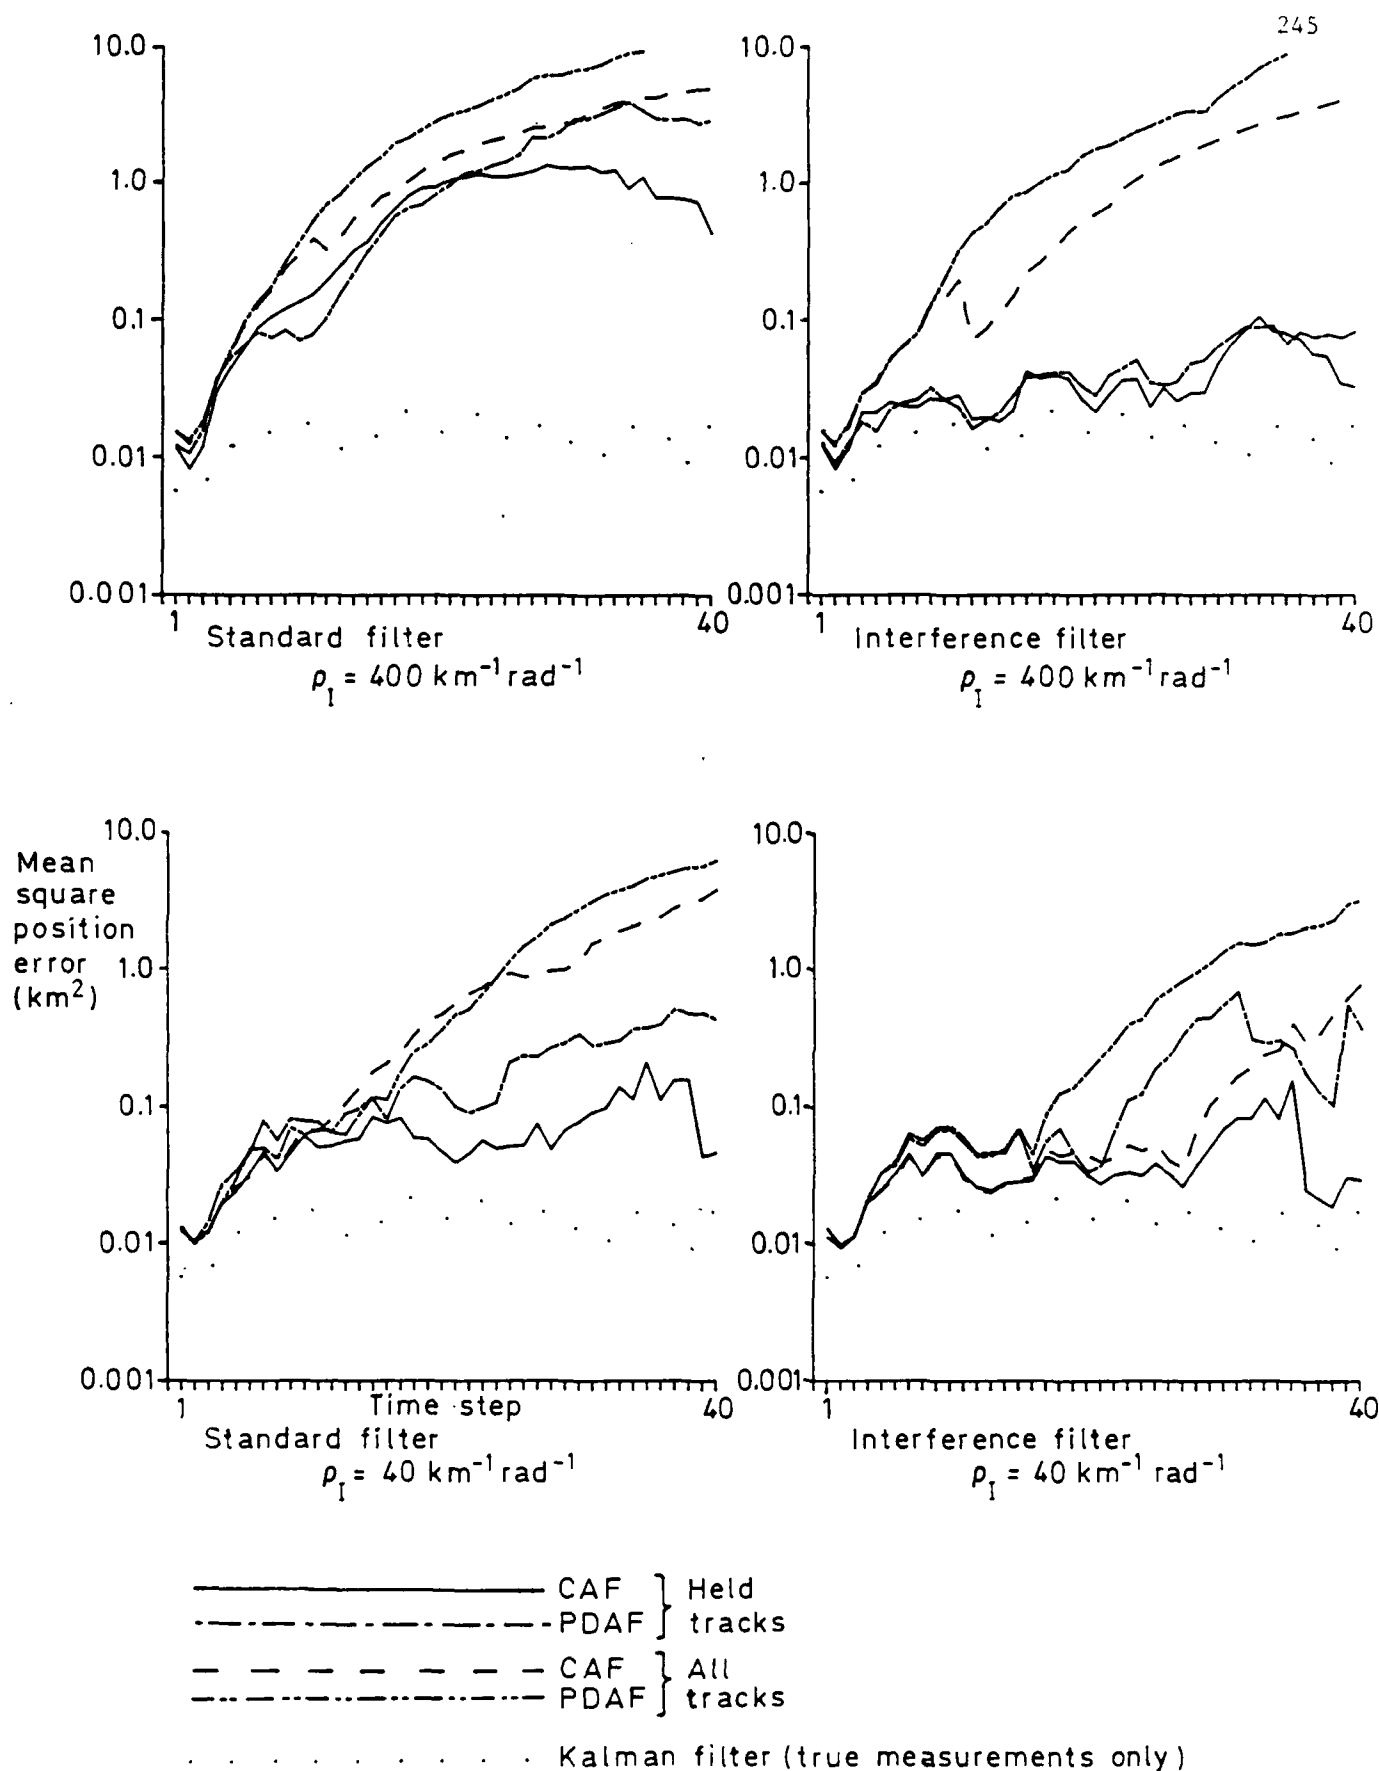 245
10.0
1.0
0.1
0.01
0.001
1
40
Standard filter
ρI = 400 km⁻¹ rad⁻¹
10.0
1.0
0.1
0.01
0.001
1
40
Interference filter
ρI = 400 km⁻¹ rad⁻¹
Mean
square
position
error
(km²)
10.0
1.0
0.1
0.01
0.001
1
Time step
40
Standard filter
ρI = 40 km⁻¹ rad⁻¹
10.0
1.0
0.1
0.01
0.001
1
40
Interference filter
ρI = 40 km⁻¹ rad⁻¹
CAF } Held
PDAF } tracks
CAF } All
PDAF } tracks
Kalman filter (true measurements only)